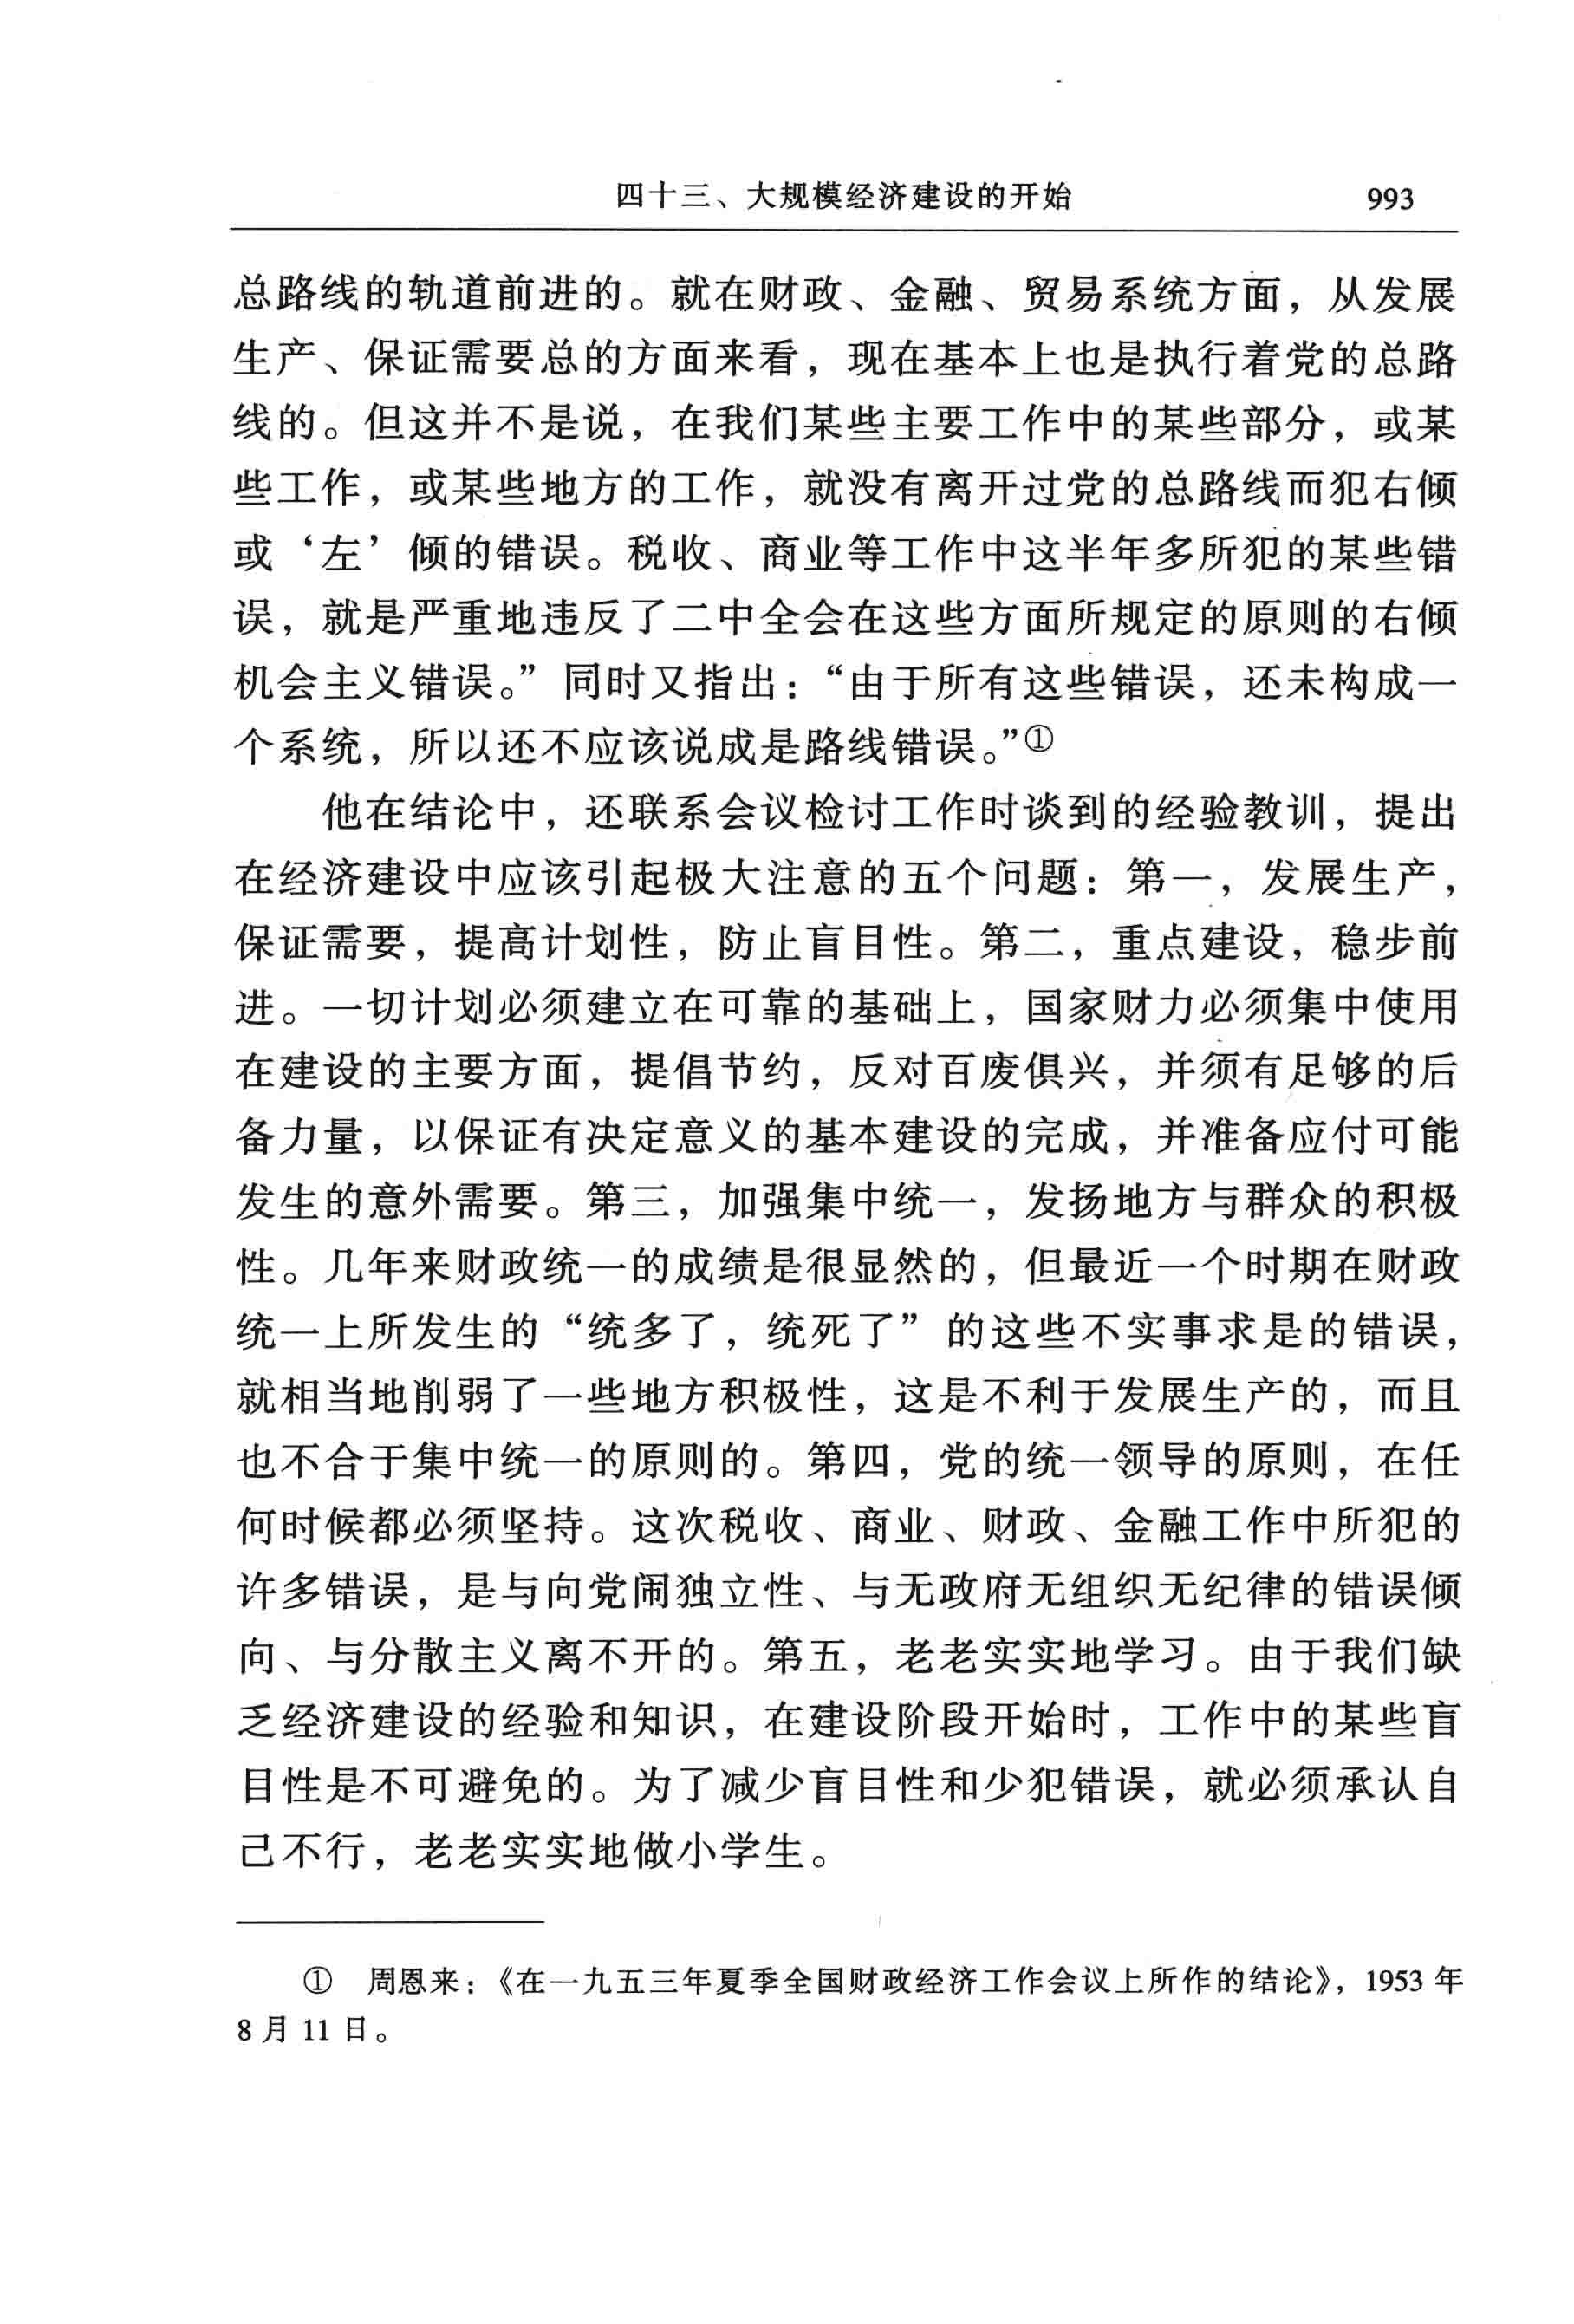 四十三、大规模经济建设的开始 993
总路线的轨道前进的。就在财政、金融、贸易系统方面，从发展
生产、保证需要总的方面来看，现在基本上也是执行着党的总路
线的。但这并不是说，在我们某些主要工作中的某些部分，或某
些工作，或某些地方的工作，就没有离开过党的总路线而犯右倾
或‘左’倾的错误。税收、商业等工作中这半年多所犯的某些错
误，就是严重地违反了二中全会在这些方面所规定的原则的右倾
机会主义错误。”同时又指出：“由于所有这些错误，还未构成一
个系统，所以还不应该说成是路线错误。”①
他在结论中，还联系会议检讨工作时谈到的经验教训，提出
在经济建设中应该引起极大注意的五个问题：第一，发展生产，
保证需要，提高计划性，防止盲目性。第二，重点建设，稳步前
进。一切计划必须建立在可靠的基础上，国家财力必须集中使用
在建设的主要方面，提倡节约，反对百废俱兴，并须有足够的后
备力量，以保证有决定意义的基本建设的完成，并准备应付可能
发生的意外需要。第三，加强集中统一，发扬地方与群众的积极
性。几年来财政统一的成绩是很显然的，但最近一个时期在财政
统一上所发生的“统多了，统死了”的这些不实事求是的错误，
就相当地削弱了一些地方积极性，这是不利于发展生产的，而且
也不合于集中统一的原则的。第四，党的统一领导的原则，在任
何时候都必须坚持。这次税收、商业、财政、金融工作中所犯的
许多错误，是与向党闹独立性、与无政府无组织无纪律的错误倾
向、与分散主义离不开的。第五，老老实实地学习。由于我们缺
乏经济建设的经验和知识，在建设阶段开始时，工作中的某些盲
目性是不可避免的。为了减少盲目性和少犯错误，就必须承认自
己不行，老老实实地做小学生。
① 周恩来：《在一九五三年夏季全国财政经济工作会议上所作的结论》，1953 年
8 月 11 日。